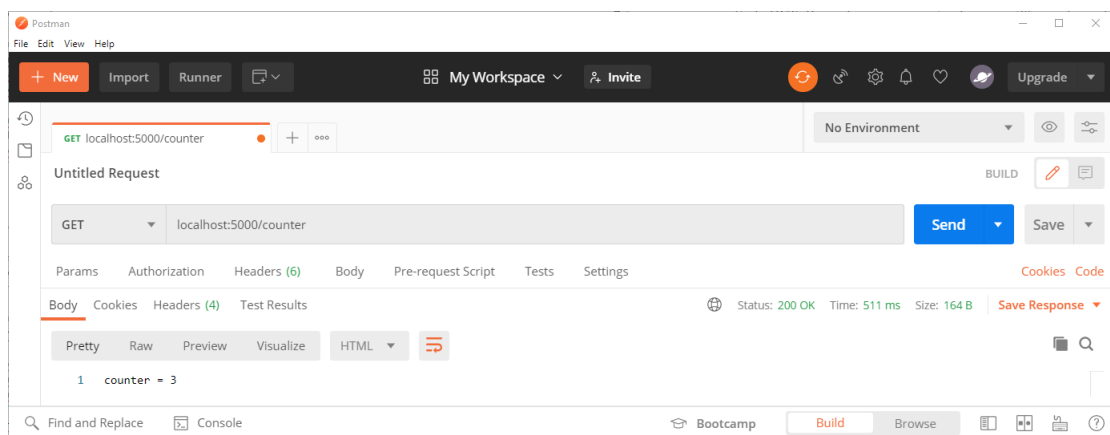 Postman
File Edit View Help
New Import Runner My Workspace Invite Upgrade
GET localhost:5000/counter No Environment
Untitled Request BUILD
GET localhost:5000/counter Send Save
Params Authorization Headers (6) Body Pre-request Script Tests Settings Cookies Code
Body Cookies Headers (4) Test Results Status: 200 OK Time: 511 ms Size: 164 B Save Response
Pretty Raw Preview Visualize HTML
1 counter = 3
Find and Replace Console Bootcamp Build Browse